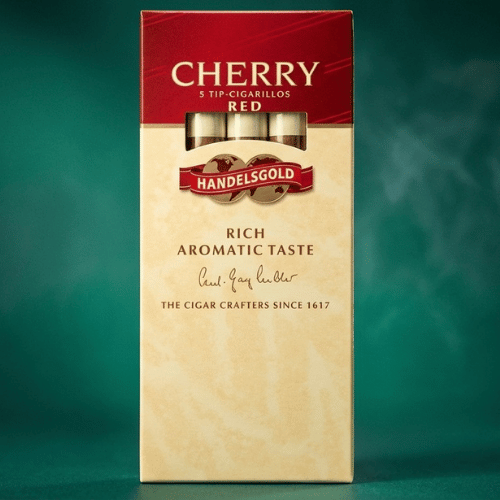 CHERRY
5 TIP-CIGARILLOS
RED
HANDELSGOLD
RICH
AROMATIC TASTE
THE CIGAR CRAFTERS SINCE 1617